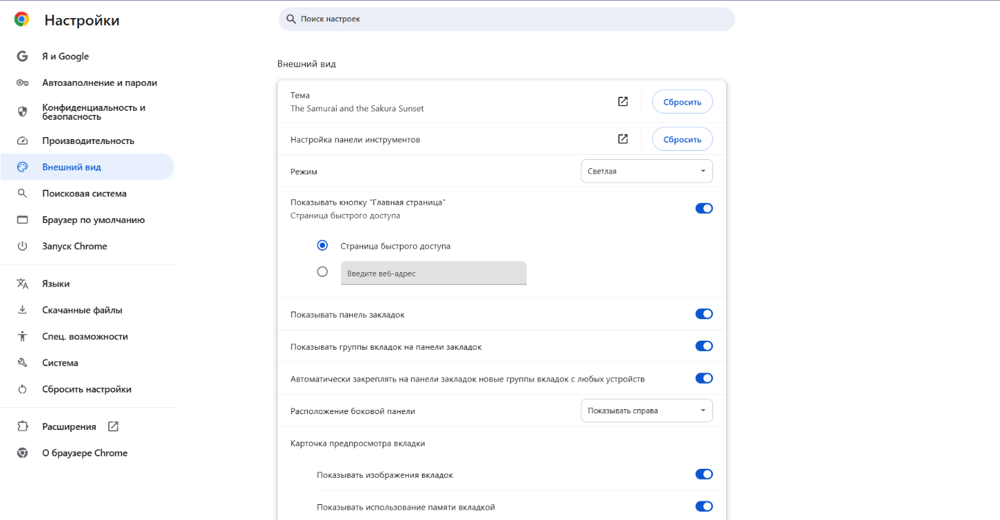 Настройки
Поиск настроек
Я и Google
Автозаполнение и пароли
Конфиденциальность и
безопасность
Производительность
Внешний вид
Поисковая система
Браузер по умолчанию
Запуск Chrome
Языки
Скачанные файлы
Спец. возможности
Система
Сбросить настройки
Расширения
О браузере Chrome
Внешний вид
Тема
The Samurai and the Sakura Sunset
Сбросить
Настройка панели инструментов
Сбросить
Режим
Светлая
Показывать кнопку "Главная страница"
Страница быстрого доступа
Страница быстрого доступа
Введите веб-адрес
Показывать панель закладок
Показывать группы вкладок на панели закладок
Автоматически закреплять на панели закладок новые группы вкладок с любых устройств
Расположение боковой панели
Показывать справа
Карточка предпросмотра вкладки
Показывать изображения вкладок
Показывать использование памяти вкладкой